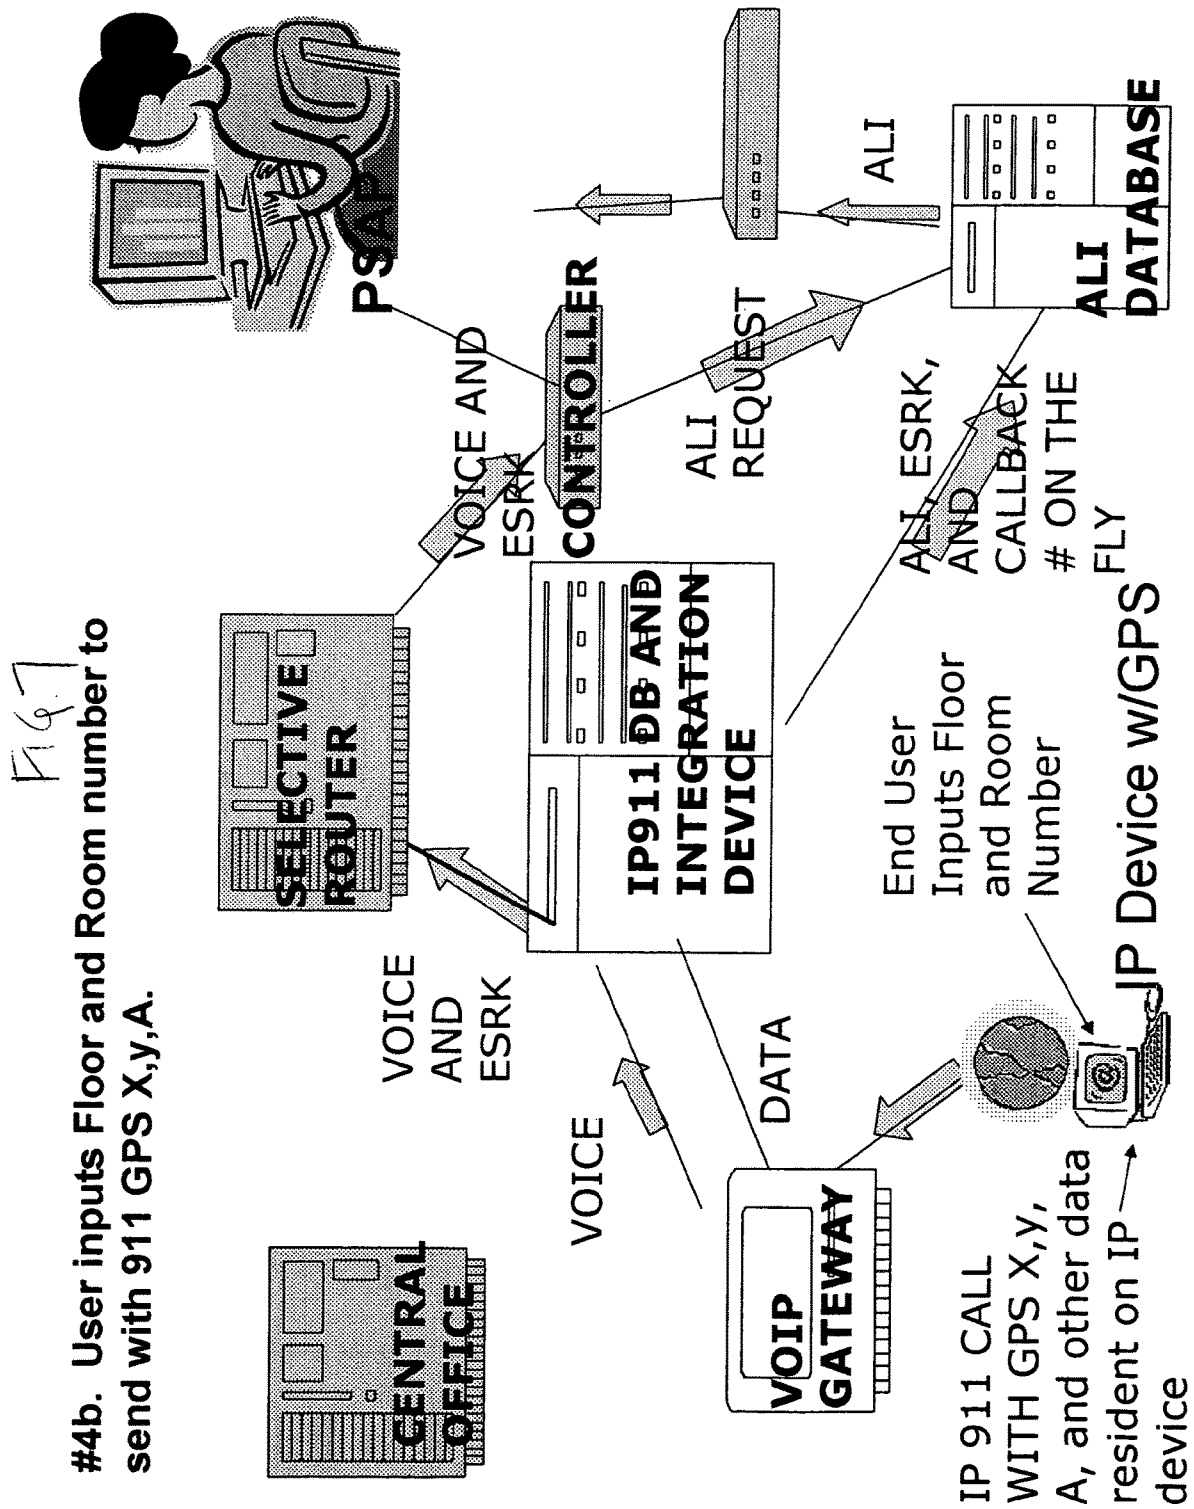 FIG 7
#4b. User inputs Floor and Room number to
send with 911 GPS X,y,A.
CENTRAL
OFFICE
SELECTIVE
ROUTER
PSAP
VOICE
AND
ESRK
VOICE AND
ESRK
CONTROLLER
VOICE
IP911 DB AND
INTEGRATION
DEVICE
ALI
REQUEST
ALI
DATA
VOIP
GATEWAY
ALI, ESRK,
AND
CALLBACK
# ON THE
FLY
ALI
DATABASE
End User
Inputs Floor
and Room
Number
IP 911 CALL
WITH GPS X,y,
A, and other data
resident on IP
device
@
IP Device w/GPS